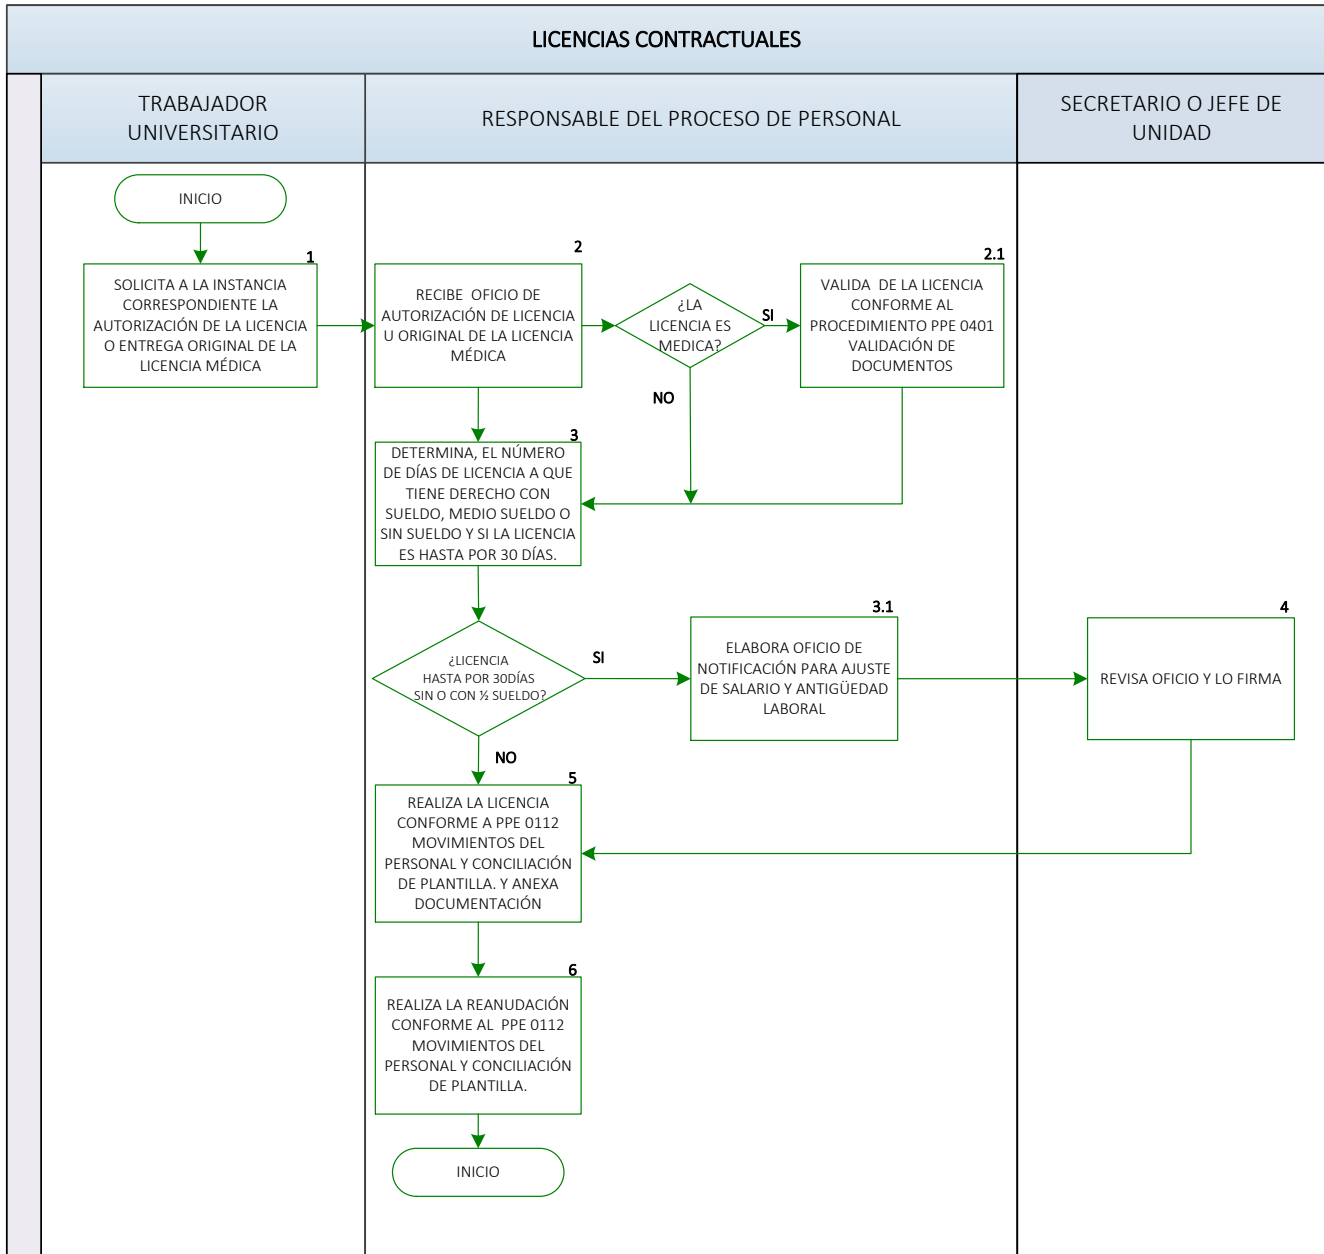 LICENCIAS CONTRACTUALES
TRABAJADOR
UNIVERSITARIO
RESPONSABLE DEL PROCESO DE PERSONAL
SECRETARIO O JEFE DE
UNIDAD
INICIO
1
SOLICITA A LA INSTANCIA
CORRESPONDIENTE LA
AUTORIZACIÓN DE LA LICENCIA
O ENTREGA ORIGINAL DE LA
LICENCIA MÉDICA
2
RECIBE OFICIO DE
AUTORIZACIÓN DE LICENCIA
U ORIGINAL DE LA LICENCIA
MÉDICA
¿LA
LICENCIA ES
MEDICA?
SI
NO
2.1
VALIDA DE LA LICENCIA
CONFORME AL
PROCEDIMIENTO PPE 0401
VALIDACIÓN DE
DOCUMENTOS
3
DETERMINA, EL NÚMERO
DE DÍAS DE LICENCIA A QUE
TIENE DERECHO CON
SUELDO, MEDIO SUELDO O
SIN SUELDO Y SI LA LICENCIA
ES HASTA POR 30 DÍAS.
¿LICENCIA
HASTA POR 30DÍAS
SIN O CON ½ SUELDO?
SI
NO
3.1
ELABORA OFICIO DE
NOTIFICACIÓN PARA AJUSTE
DE SALARIO Y ANTIGÜEDAD
LABORAL
4
REVISA OFICIO Y LO FIRMA
5
REALIZA LA LICENCIA
CONFORME A PPE 0112
MOVIMIENTOS DEL
PERSONAL Y CONCILIACIÓN
DE PLANTILLA. Y ANEXA
DOCUMENTACIÓN
6
REALIZA LA REANUDACIÓN
CONFORME AL PPE 0112
MOVIMIENTOS DEL
PERSONAL Y CONCILIACIÓN
DE PLANTILLA.
INICIO